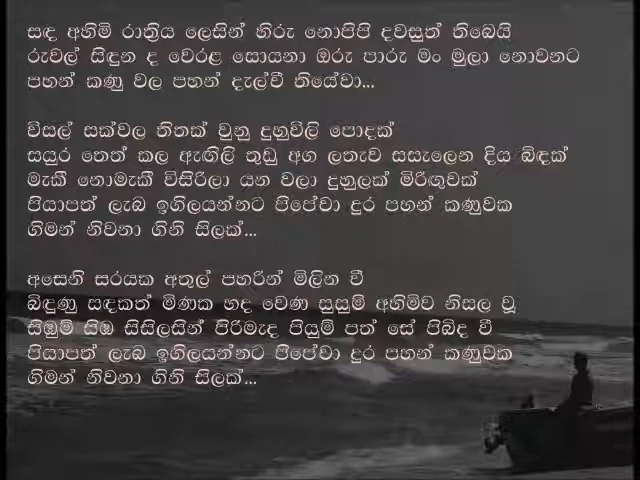 සඳ අහිමි රාත්‍රිය ලෙසින් හිරු නොපිපි දවසුත් තිබෙයි
රුවල් සිඳුන ද වෙරළ සොයනා ඔරු පාරු මං මුලා නොවනට
පහන් කණු වල පහන් දැල්වී තියේවා...
විසල් සක්වල තිතක් වුනු දුහුවිලි පොදක්
සයුර තෙත් කල ඇඟිලි තුඩු අග ලතැව සසැලෙන දිය බිඳක්
මැකී නොමැකී විසිරිලා යන වලා දුහුලක් මිරිඟුවක්
පියාපත් ලැබ ඉගිලයන්නට පිපේවා දුර පහන් කණුවක
ගිමන් නිවනා ගිනි සිලක්...
අසෙනි සරයක අතුල් පහරින් මිලින වී
බිඳුණු සඳකත් මිණක හද වෙණ සුසුම් අහිමිව නිසල වූ
සිඹුම් සිඹ සිසිලසින් පිරිමැද පියුම් පත් සේ පිබිද වී
පියාපත් ලැබ ඉගිලයන්නට පිපේවා දුර පහන් කණුවක
ගිමන් නිවනා ගිනි සිලක්...